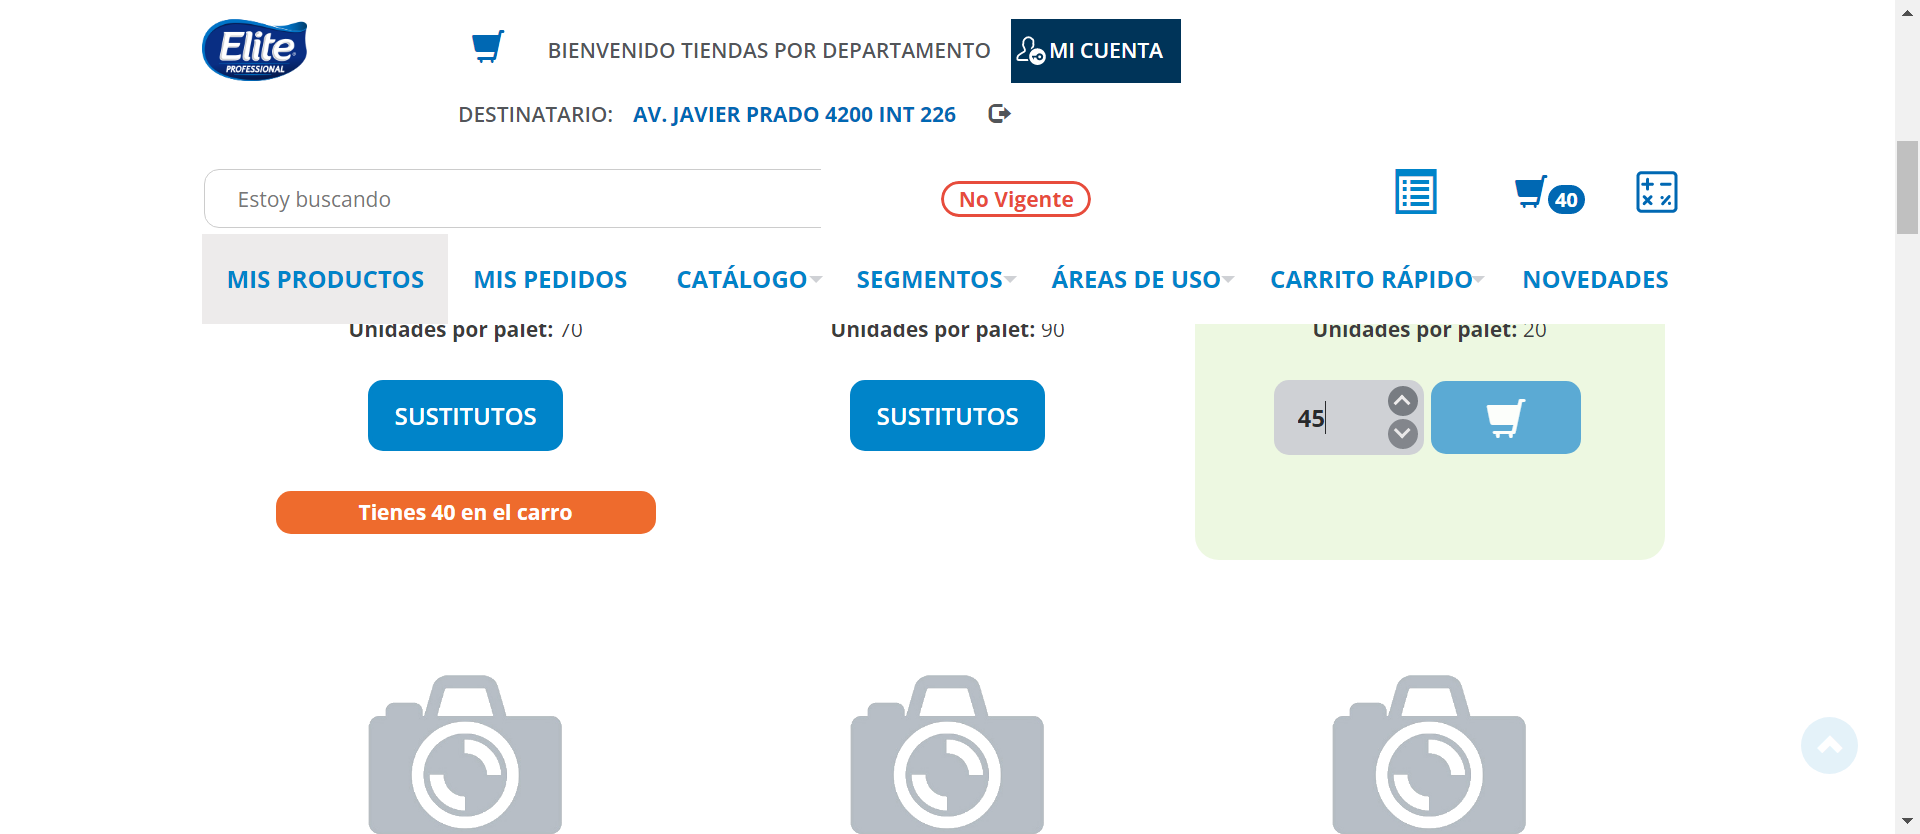 Elite
PROFESSIONAL
BIENVENIDO TIENDAS POR DEPARTAMENTO
MI CUENTA
DESTINATARIO: AV. JAVIER PRADO 4200 INT 226
Estoy buscando
No Vigente
40
MIS PRODUCTOS
MIS PEDIDOS
CATÁLOGO
SEGMENTOS
ÁREAS DE USO
CARRITO RÁPIDO
NOVEDADES
Unidades por palet: 70
Unidades por palet: 90
Unidades por palet: 20
SUSTITUTOS
SUSTITUTOS
45
Tienes 40 en el carro